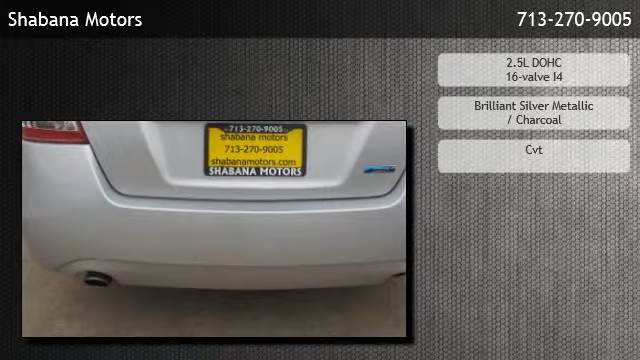 Shabana Motors
713-270-9005
2.5L DOHC
16-valve I4
Brilliant Silver Metallic
/ Charcoal
Cvt
713-270-9005
shabana motors
713-270-9005
shabanamotors.com
SHABANA MOTORS